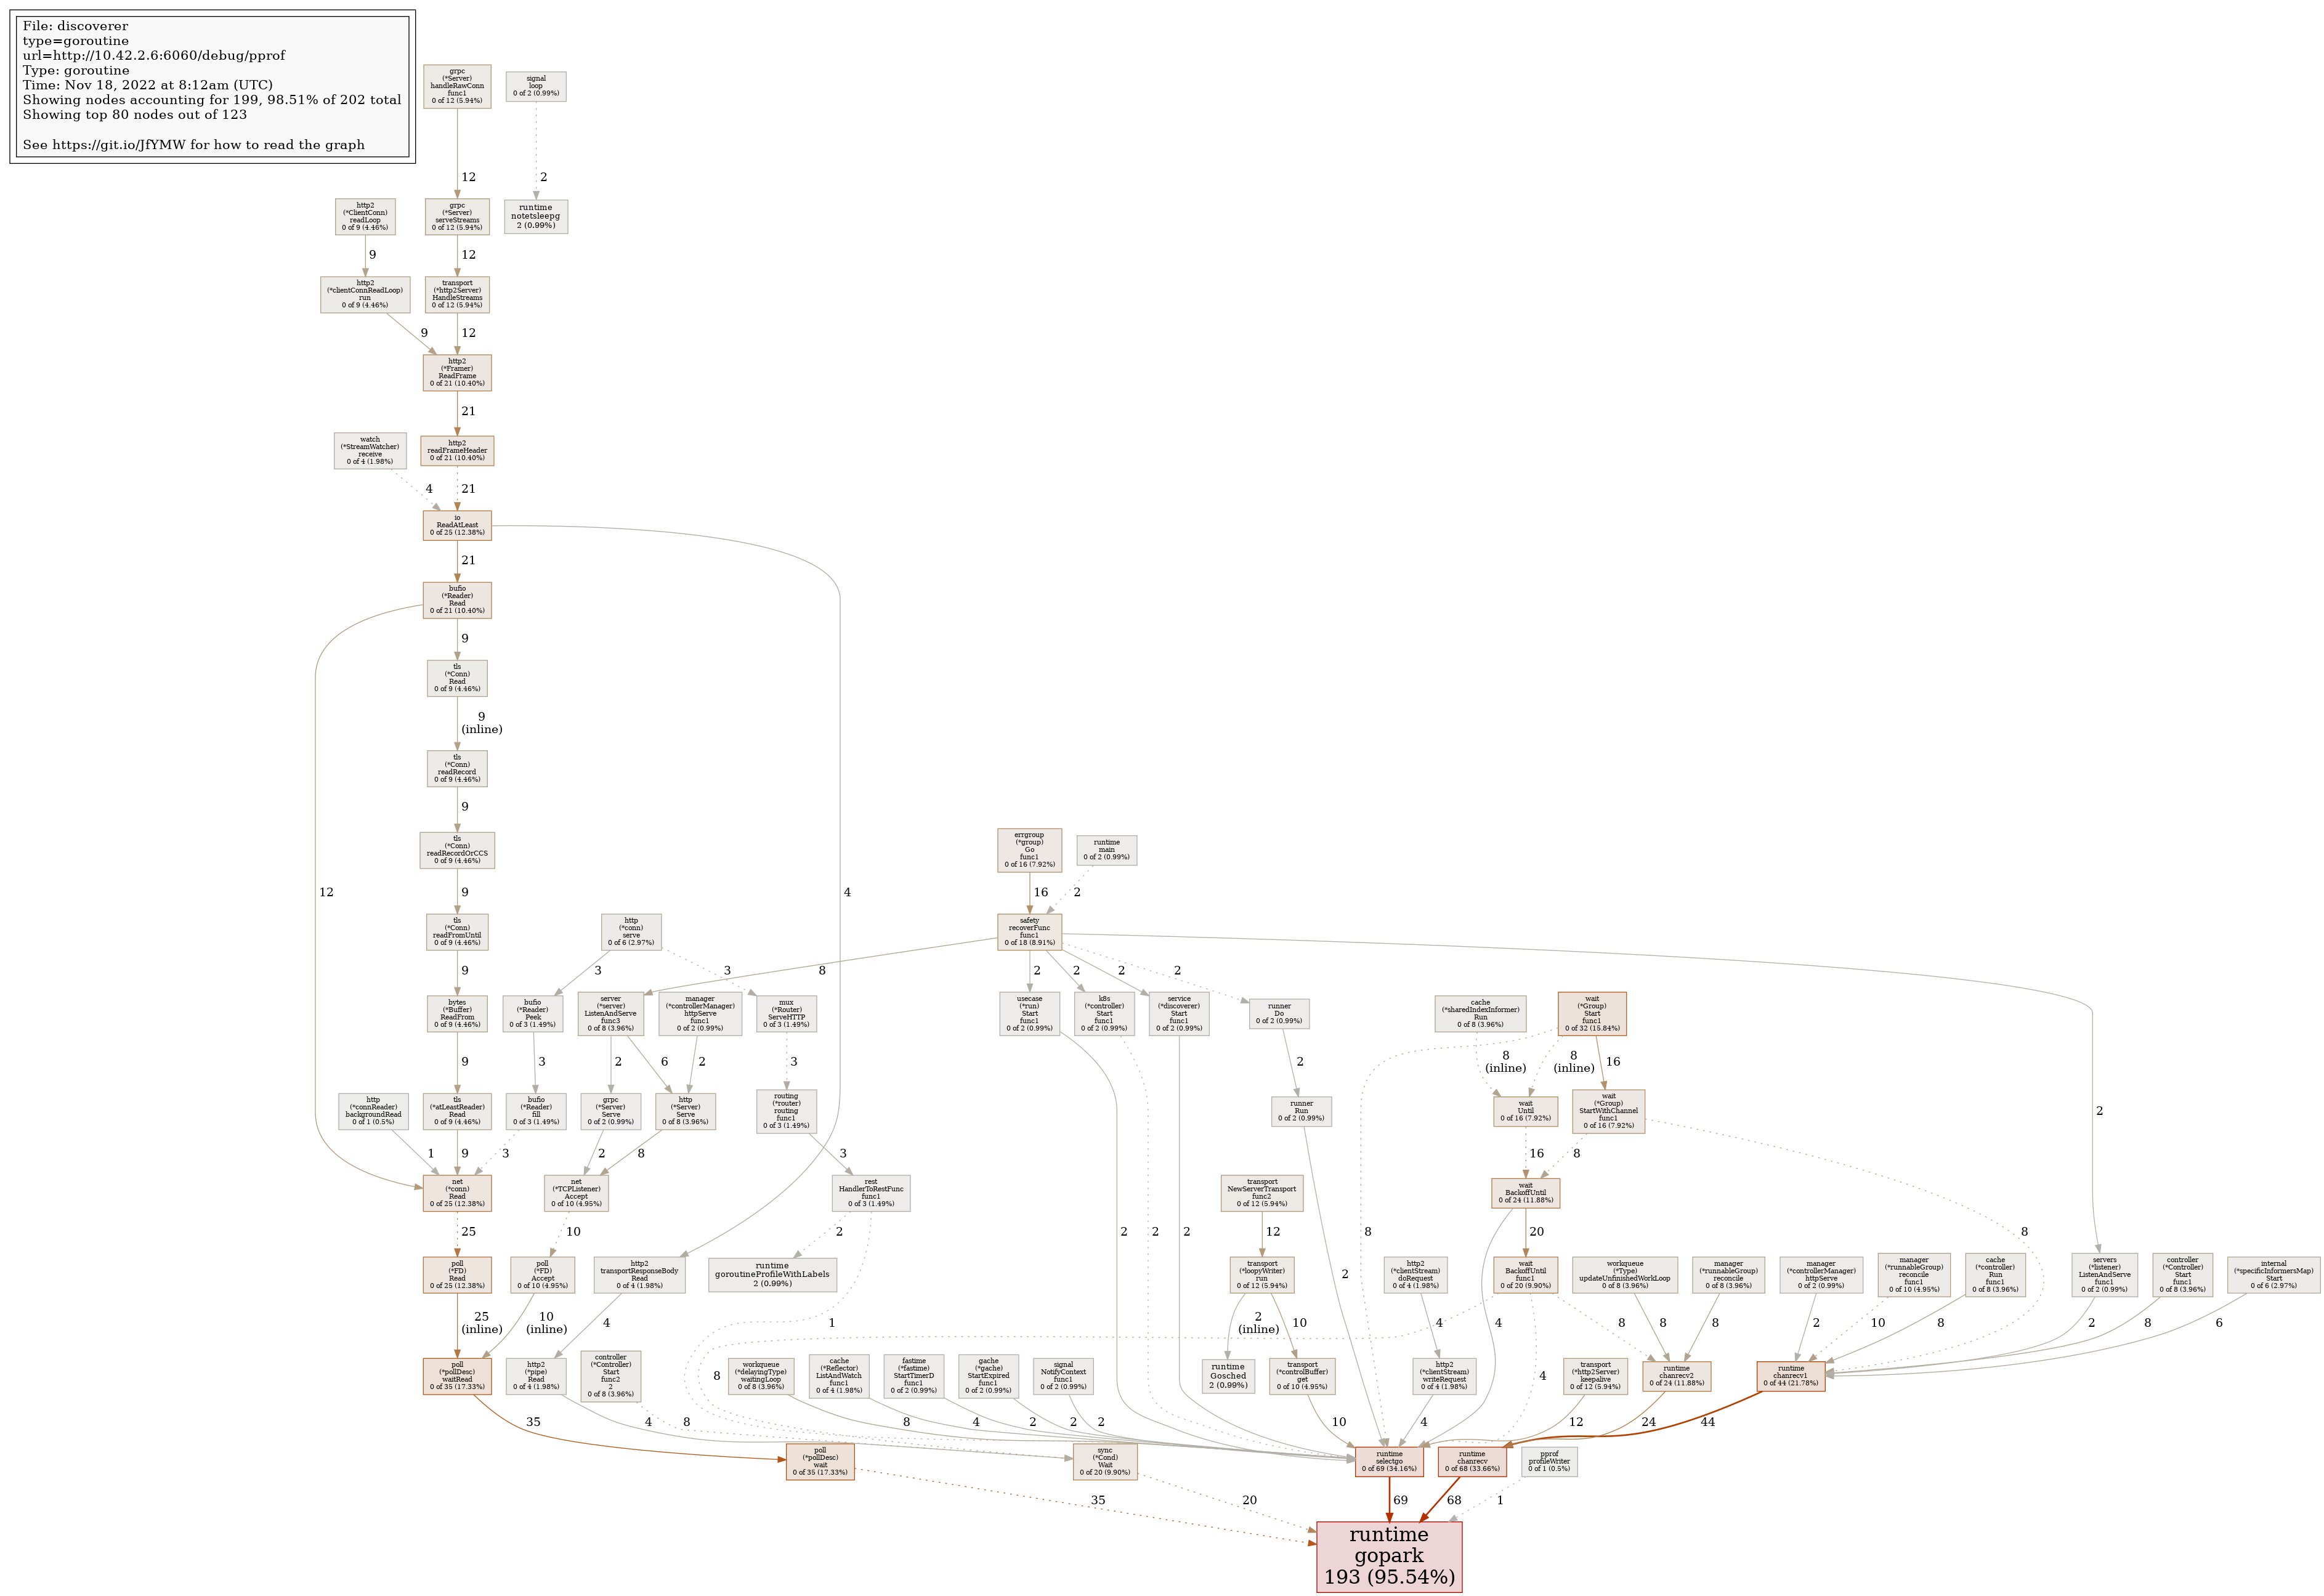 File: discoverer
type=goroutine
url=http://10.42.2.6:6060/debug/pprof
Type: goroutine
Time: Nov 18, 2022 at 8:12am (UTC)
Showing nodes accounting for 199, 98.51% of 202 total
Showing top 80 nodes out of 123
See https://git.io/JfYMW for how to read the graph
grpc
(*Server)
handleRawConn
func1
0 of 12 (5.94%)
signal
loop
0 of 2 (0.99%)
12
2
http2
(*ClientConn)
readLoop
0 of 9 (4.46%)
grpc
(*Server)
serveStreams
0 of 12 (5.94%)
runtime
notetsleepg
2 (0.99%)
9
12
http2
(*clientConnReadLoop)
run
0 of 9 (4.46%)
transport
(*http2Server)
HandleStreams
0 of 12 (5.94%)
9
12
http2
(*Framer)
ReadFrame
0 of 21 (10.40%)
21
watch
(*StreamWatcher)
receive
0 of 4 (1.98%)
http2
readFrameHeader
0 of 21 (10.40%)
4
21
io
ReadAtLeast
0 of 25 (12.38%)
21
bufio
(*Reader)
Read
0 of 21 (10.40%)
9
tls
(*Conn)
Read
0 of 9 (4.46%)
9
(inline)
tls
(*Conn)
readRecord
0 of 9 (4.46%)
9
tls
(*Conn)
readRecordOrCCS
0 of 9 (4.46%)
errgroup
(*group)
Go
func1
0 of 16 (7.92%)
runtime
main
0 of 2 (0.99%)
12
9
4
16
2
tls
(*Conn)
readFromUntil
0 of 9 (4.46%)
http
(*conn)
serve
0 of 6 (2.97%)
safety
recoverFunc
func1
0 of 18 (8.91%)
9
3
3
8
2
2
2
2
bytes
(*Buffer)
ReadFrom
0 of 9 (4.46%)
bufio
(*Reader)
Peek
0 of 3 (1.49%)
server
(*server)
ListenAndServe
func3
0 of 8 (3.96%)
manager
(*controllerManager)
httpServe
func1
0 of 2 (0.99%)
mux
(*Router)
ServeHTTP
0 of 3 (1.49%)
usecase
(*run)
Start
func1
0 of 2 (0.99%)
k8s
(*controller)
Start
func1
0 of 2 (0.99%)
service
(*discoverer)
Start
func1
0 of 2 (0.99%)
runner
Do
0 of 2 (0.99%)
cache
(*sharedIndexInformer)
Run
0 of 8 (3.96%)
wait
(*Group)
Start
func1
0 of 32 (15.84%)
9
3
2
6
2
3
2
8
(inline)
8
(inline)
16
http
(*connReader)
backgroundRead
0 of 1 (0.5%)
tls
(*atLeastReader)
Read
0 of 9 (4.46%)
bufio
(*Reader)
fill
0 of 3 (1.49%)
grpc
(*Server)
Serve
0 of 2 (0.99%)
http
(*Server)
Serve
0 of 8 (3.96%)
routing
(*router)
routing
func1
0 of 3 (1.49%)
runner
Run
0 of 2 (0.99%)
wait
Until
0 of 16 (7.92%)
wait
(*Group)
StartWithChannel
func1
0 of 16 (7.92%)
2
1
9
3
2
8
3
16
8
net
(*conn)
Read
0 of 25 (12.38%)
net
(*TCPListener)
Accept
0 of 10 (4.95%)
rest
HandlerToRestFunc
func1
0 of 3 (1.49%)
transport
NewServerTransport
func2
0 of 12 (5.94%)
wait
BackoffUntil
0 of 24 (11.88%)
25
10
2
2
2
2
12
8
20
8
poll
(*FD)
Read
0 of 25 (12.38%)
poll
(*FD)
Accept
0 of 10 (4.95%)
http2
transportResponseBody
Read
0 of 4 (1.98%)
runtime
goroutineProfileWithLabels
2 (0.99%)
transport
(*loopyWriter)
run
0 of 12 (5.94%)
http2
(*clientStream)
doRequest
0 of 4 (1.98%)
wait
BackoffUntil
func1
0 of 20 (9.90%)
workqueue
(*Type)
updateUnfinishedWorkLoop
0 of 8 (3.96%)
manager
(*runnableGroup)
reconcile
0 of 8 (3.96%)
manager
(*controllerManager)
httpServe
0 of 2 (0.99%)
manager
(*runnableGroup)
reconcile
func1
0 of 10 (4.95%)
cache
(*controller)
Run
func1
0 of 8 (3.96%)
servers
(*listener)
ListenAndServe
func1
0 of 2 (0.99%)
controller
(*Controller)
Start
func1
0 of 8 (3.96%)
internal
(*specificInformersMap)
Start
0 of 6 (2.97%)
2
25
(inline)
10
(inline)
4
1
2
(inline)
10
4
4
8
8
8
2
10
8
2
8
6
poll
(*pollDesc)
waitRead
0 of 35 (17.33%)
http2
(*pipe)
Read
0 of 4 (1.98%)
controller
(*Controller)
Start
func2
2
0 of 8 (3.96%)
8
workqueue
(*delayingType)
waitingLoop
0 of 8 (3.96%)
cache
(*Reflector)
ListAndWatch
func1
0 of 4 (1.98%)
fastime
(*fastime)
StartTimerD
func1
0 of 2 (0.99%)
gache
(*gache)
StartExpired
func1
0 of 2 (0.99%)
signal
NotifyContext
func1
0 of 2 (0.99%)
runtime
Gosched
2 (0.99%)
transport
(*controlBuffer)
get
0 of 10 (4.95%)
http2
(*clientStream)
writeRequest
0 of 4 (1.98%)
4
transport
(*http2Server)
keepalive
0 of 12 (5.94%)
runtime
chanrecv2
0 of 24 (11.88%)
runtime
chanrecv1
0 of 44 (21.78%)
35
4
8
8
4
2
2
2
10
4
12
24
44
poll
(*pollDesc)
wait
0 of 35 (17.33%)
sync
(*Cond)
Wait
0 of 20 (9.90%)
runtime
selectgo
0 of 69 (34.16%)
runtime
chanrecv
0 of 68 (33.66%)
pprof
profileWriter
0 of 1 (0.5%)
35
20
69
68
1
runtime
gopark
193 (95.54%)